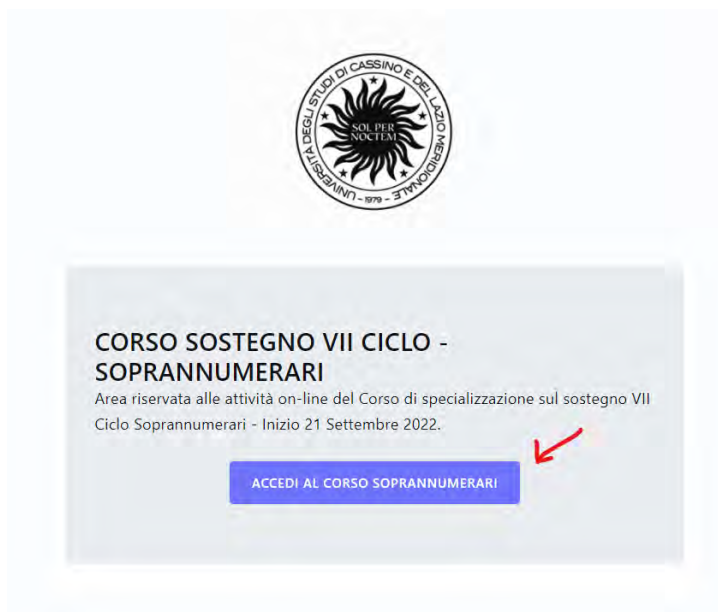 UNIVERSITÀ DEGLI STUDI DI CASSINO E DEL LAZIO MERIDIONALE
- 1979 -
SOL PER
NOCTEM
CORSO SOSTEGNO VII CICLO -
SOPRANNUMERARI
Area riservata alle attività on-line del Corso di specializzazione sul sostegno VII
Ciclo Soprannumerari - Inizio 21 Settembre 2022.
ACCEDI AL CORSO SOPRANNUMERARI